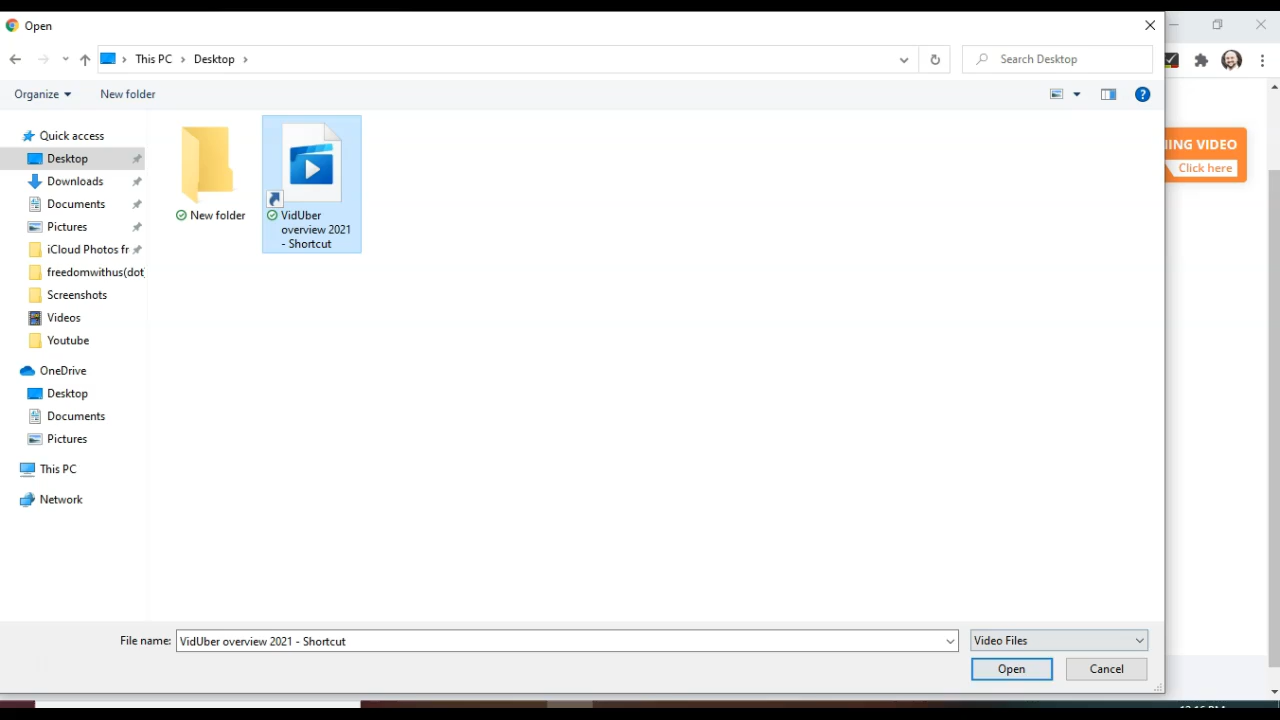 Open
This PC
Desktop
Search Desktop
Organize
New folder
Quick access
Desktop
Downloads
Documents
Pictures
iCloud Photos fr
freedomwithus(dot)
Screenshots
Videos
Youtube
OneDrive
Desktop
Documents
Pictures
This PC
Network
New folder
VidUber
overview 2021
- Shortcut
NING VIDEO
Click here
File name:
VidUber overview 2021 - Shortcut
Video Files
Open
Cancel